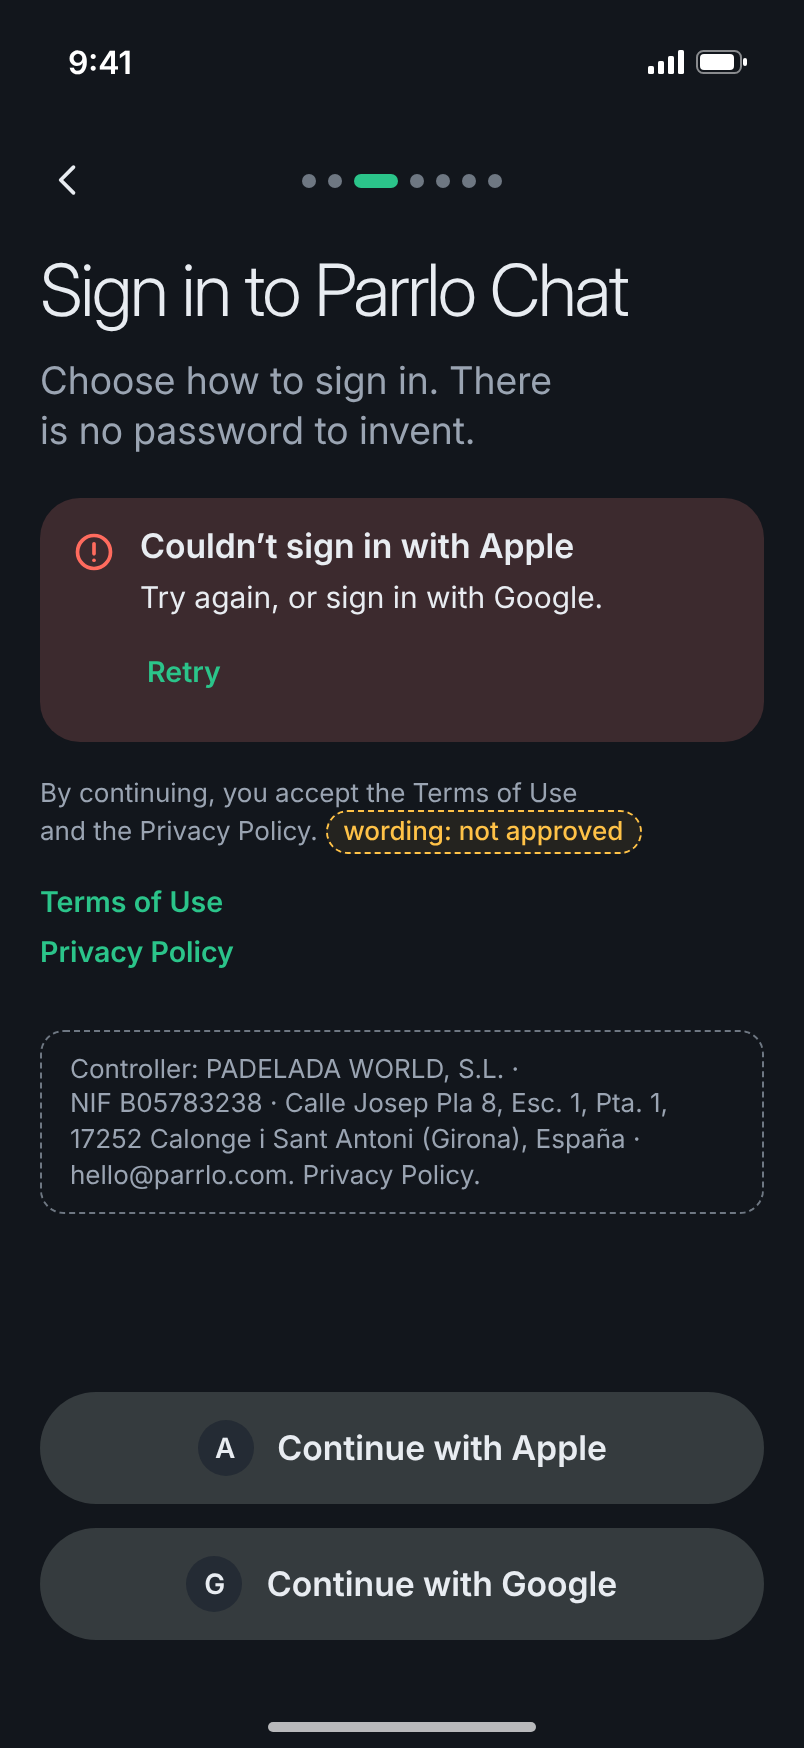 9:41
Sign in to Parrlo Chat
Choose how to sign in. There
is no password to invent.
Couldn’t sign in with Apple
Try again, or sign in with Google.
Retry
By continuing, you accept the Terms of Use
and the Privacy Policy. wording: not approved
Terms of Use
Privacy Policy
Controller: PADELADA WORLD, S.L. ·
NIF B05783238 · Calle Josep Pla 8, Esc. 1, Pta. 1,
17252 Calonge i Sant Antoni (Girona), España ·
hello@parrlo.com. Privacy Policy.
A Continue with Apple
G Continue with Google